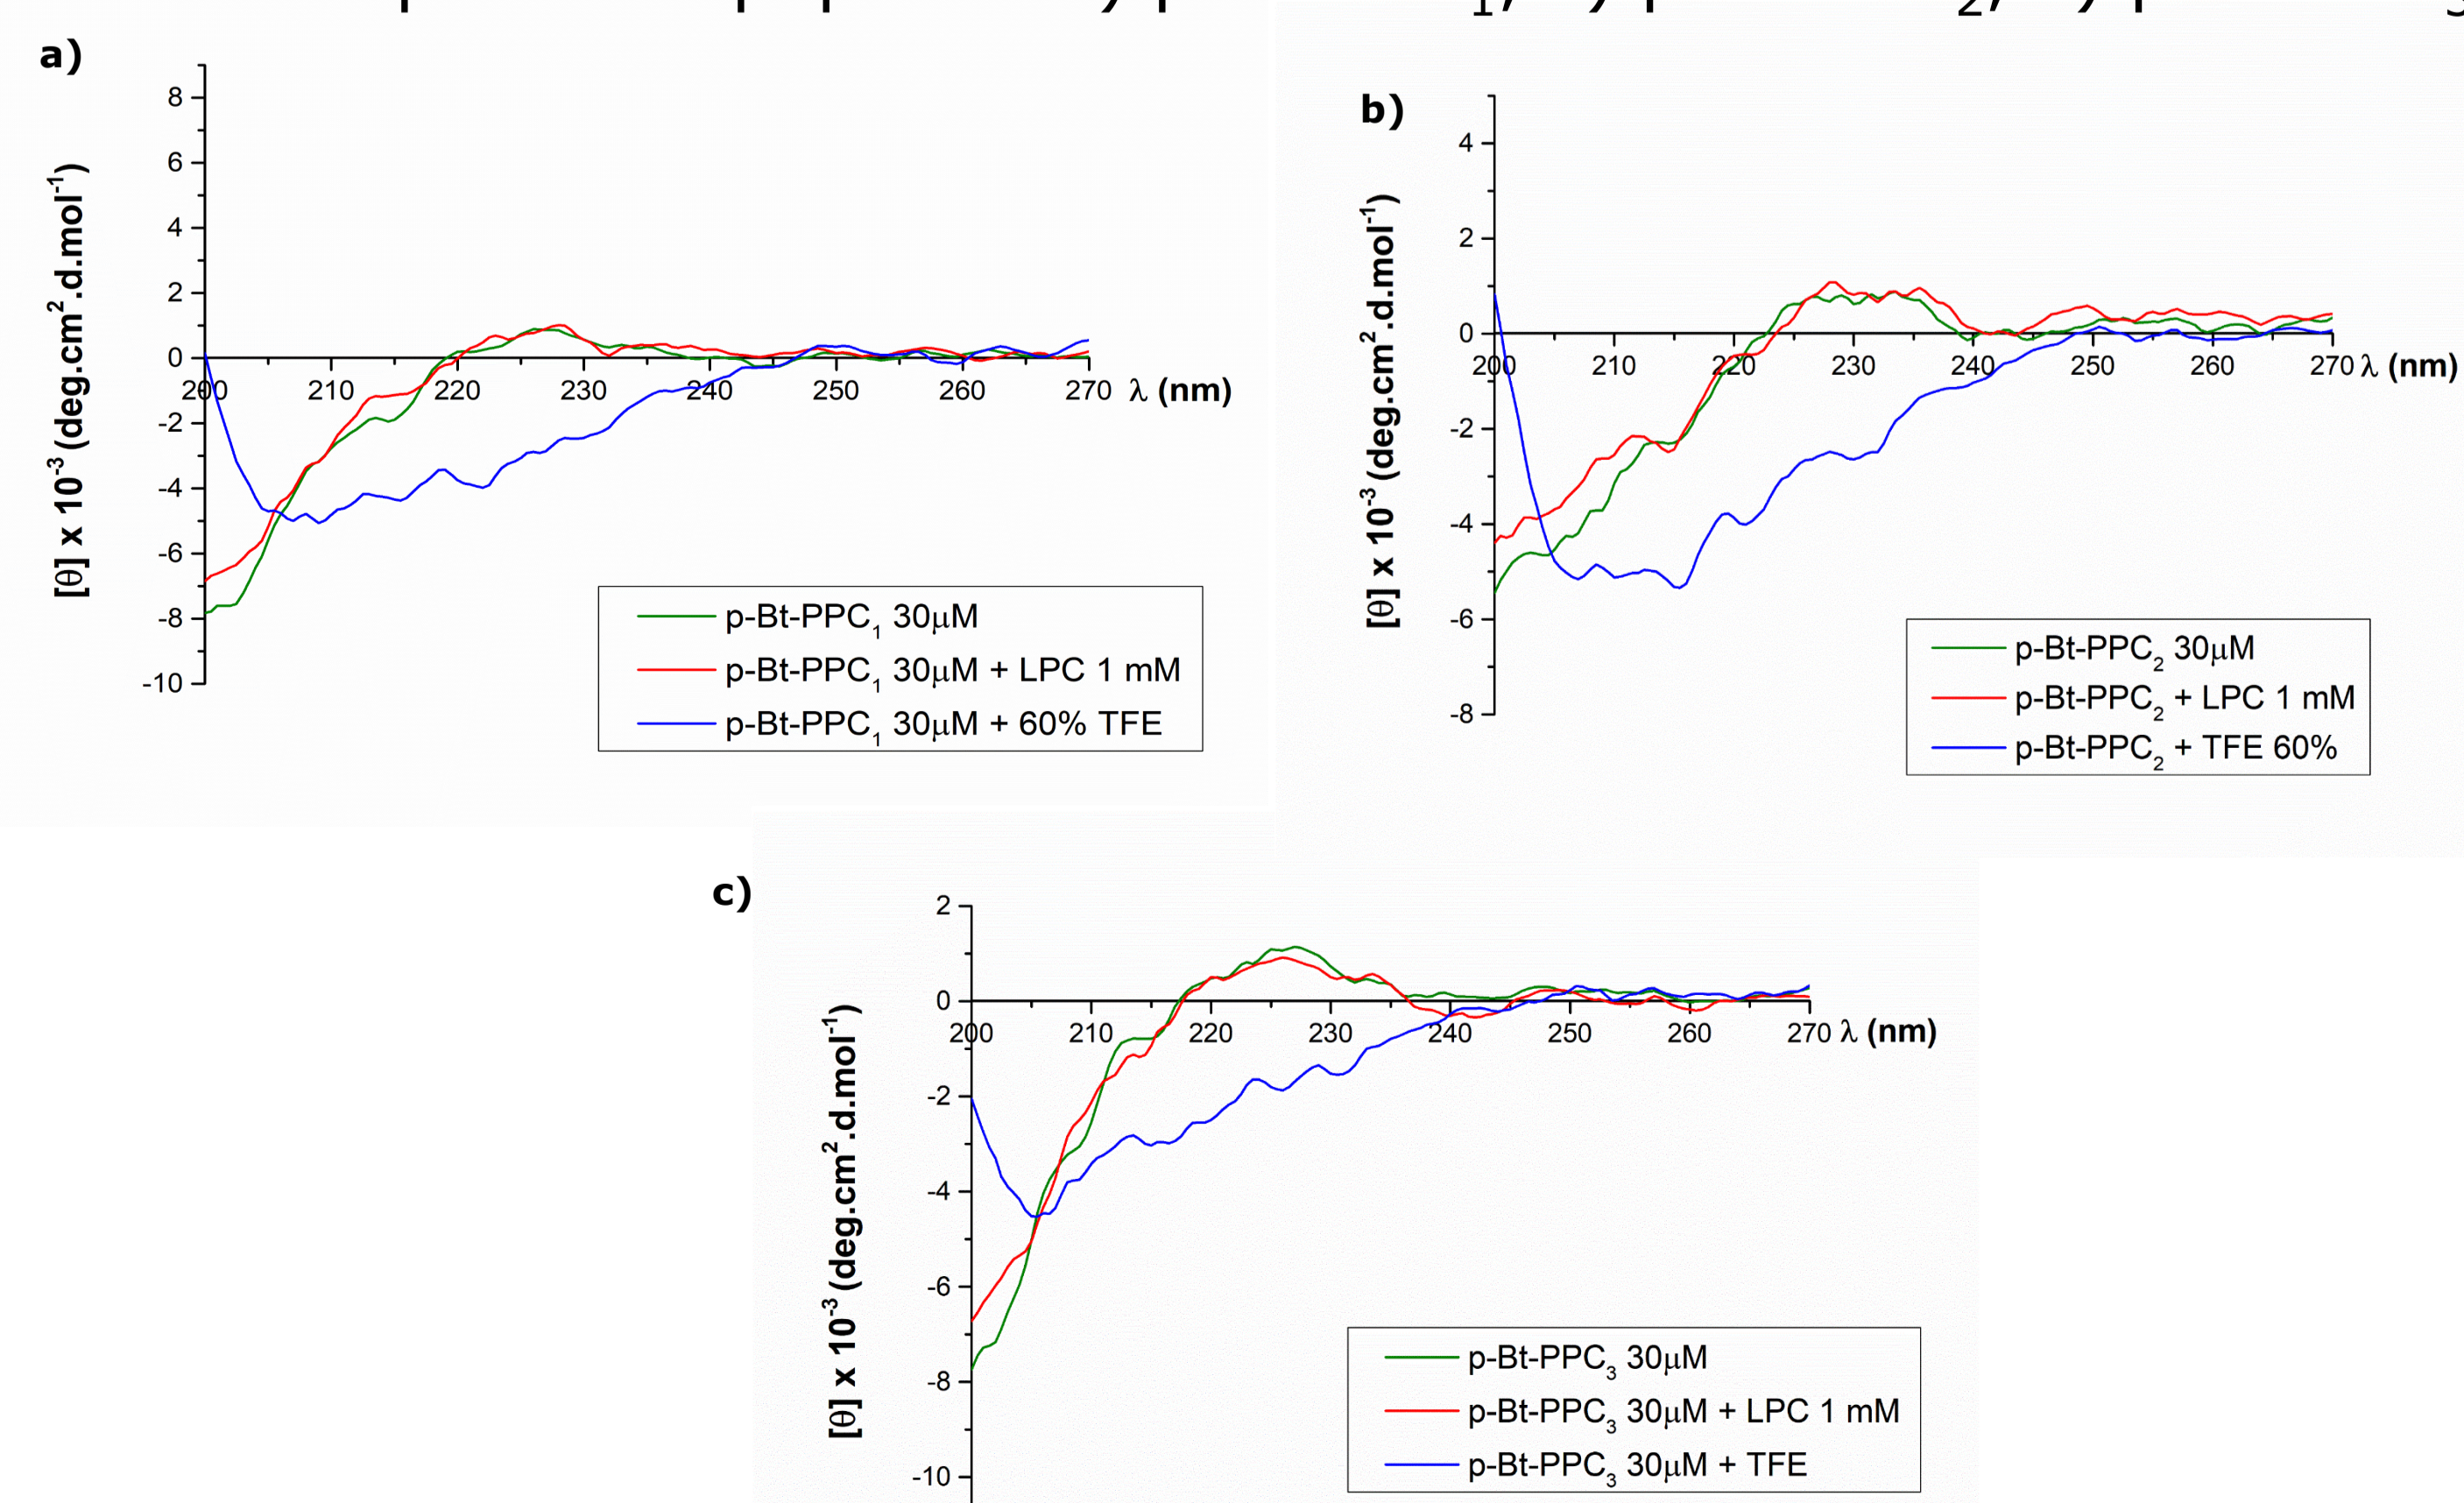 a)
[θ] x 10-3 (deg.cm2.d.mol-1)
8
6
4
2
0
-2
-4
-6
-8
-10
200 210 220 230 240 250 260 270 λ (nm)
p-Bt-PPC1 30μM
p-Bt-PPC1 30μM + LPC 1 mM
p-Bt-PPC1 30μM + 60% TFE
b)
[θ] x 10-3 (deg.cm2.d.mol-1)
4
2
0
-2
-4
-6
-8
200 210 220 230 240 250 260 270 λ (nm)
p-Bt-PPC2 30μM
p-Bt-PPC2 + LPC 1 mM
p-Bt-PPC2 + TFE 60%
c)
[θ] x 10-3 (deg.cm2.d.mol-1)
2
0
-2
-4
-6
-8
-10
200 210 220 230 240 250 260 270 λ (nm)
p-Bt-PPC3 30μM
p-Bt-PPC3 30μM + LPC 1 mM
p-Bt-PPC3 30μM + TFE